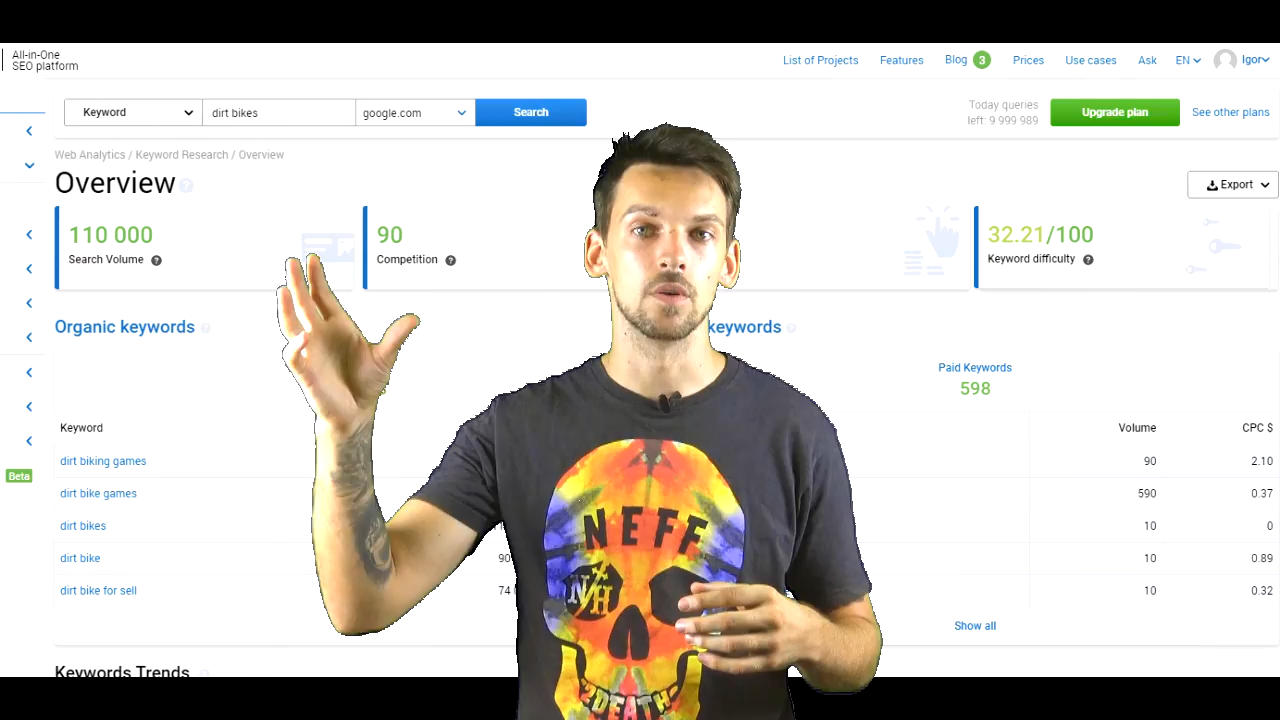 All-in-One
SEO platform
List of Projects Features Blog 3 Prices Use cases Ask EN Igor
Keyword dirt bikes google.com Search
Today queries
left: 9 999 989
Upgrade plan See other plans
Web Analytics / Keyword Research / Overview
Overview ?
Export
110 000
Search Volume ?
90
Competition ?
32.21/100
Keyword difficulty ?
Organic keywords ?
keywords ?
Paid Keywords
598
Keyword Volume CPC $
dirt biking games 90 2.10
dirt bike games 590 0.37
dirt bikes 10 0
dirt bike 90 10 0.89
dirt bike for sell 74 10 0.32
Beta
Show all
Keywords Trends
NEFF
N/H
DEATH